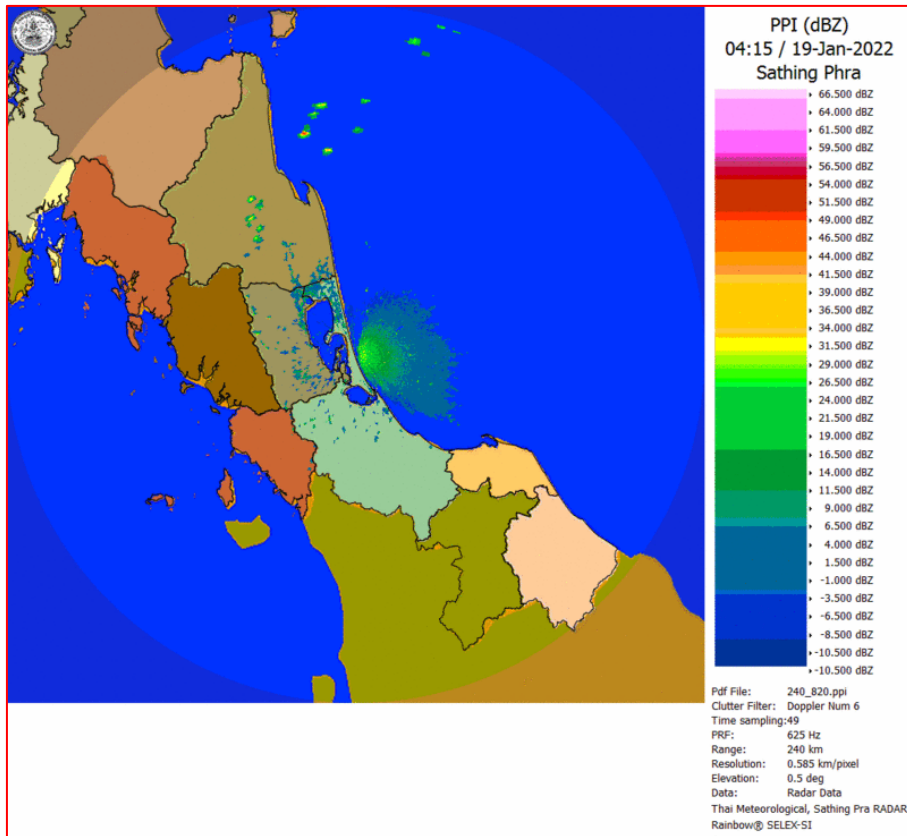 PPI (dBZ)
04:15 / 19-Jan-2022
Sathing Phra
66.500 dBZ
64.000 dBZ
61.500 dBZ
59.500 dBZ
56.500 dBZ
54.000 dBZ
51.500 dBZ
49.000 dBZ
46.500 dBZ
44.000 dBZ
41.500 dBZ
39.000 dBZ
36.500 dBZ
34.000 dBZ
31.500 dBZ
29.000 dBZ
26.500 dBZ
24.000 dBZ
21.500 dBZ
19.000 dBZ
16.500 dBZ
14.000 dBZ
11.500 dBZ
9.000 dBZ
6.500 dBZ
4.000 dBZ
1.500 dBZ
-1.000 dBZ
-3.500 dBZ
-6.500 dBZ
-8.500 dBZ
-10.500 dBZ
-10.500 dBZ
Pdf File: 240_820.ppi
Clutter Filter: Doppler Num 6
Time sampling:49
PRF: 625 Hz
Range: 240 km
Resolution: 0.585 km/pixel
Elevation: 0.5 deg
Data: Radar Data
Thai Meteorological, Sathing Pra RADAR
Rainbow® SELEX-SI